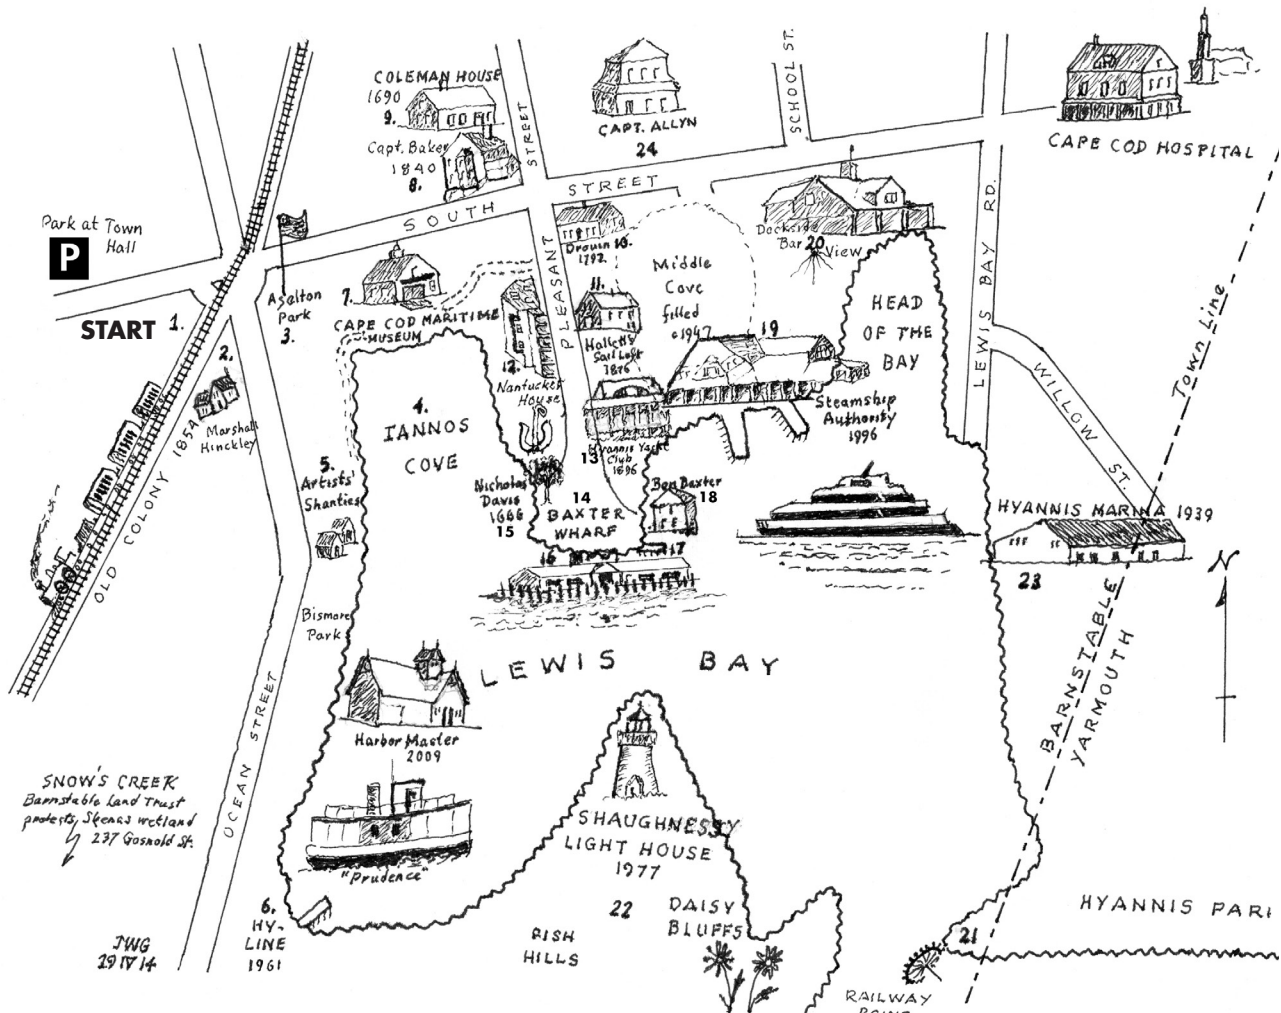 COLEMAN HOUSE
1690
9.
Capt. Baker
1840
8.
STREET
CAPT. ALLYN
24
SCHOOL ST.
CAPE COD HOSPITAL
SOUTH STREET
Park at Town
Hall
P
START 1.
2.
Aselton
Park
3.
7.
CAPE COD MARITIME
MUSEUM
PLEASANT
Drouin 10.
1792
11.
Hallett's
Sail Loft
1876
Middle
Cove
filled
c 1947
Dockside
Bar 20
View
HEAD
OF THE
BAY
LEWIS BAY RD.
WILLOW ST.
Town Line
19
12.
Nantucket
House
Steamship
Authority
1896
Marshall
Hinckley
OLD COLONY 1854
4.
IANNOS
COVE
5.
Artists'
Shanties
13
Hyannis Yacht
Club
1896
Nicholas
Davis
1666
15
14
BAXTER
WHARF
Ben Baxter
18
16
17
HYANNIS MARINA 1939
23
N
Bismore
Park
LEWIS BAY
BARNSTABLE
YARMOUTH
Harbor Master
2009
OCEAN STREET
SNOW'S CREEK
Barnstable Land Trust
protects, Skenas wetland
237 Gosnold St.
"Prudence"
SHAUGHNESSY
LIGHT HOUSE
1977
22
DAISY
BLUFFS
6.
HY-
LINE
1961
JWG
29 IV 14
RISH
HILLS
21
HYANNIS PARK
RAILWAY
POINT